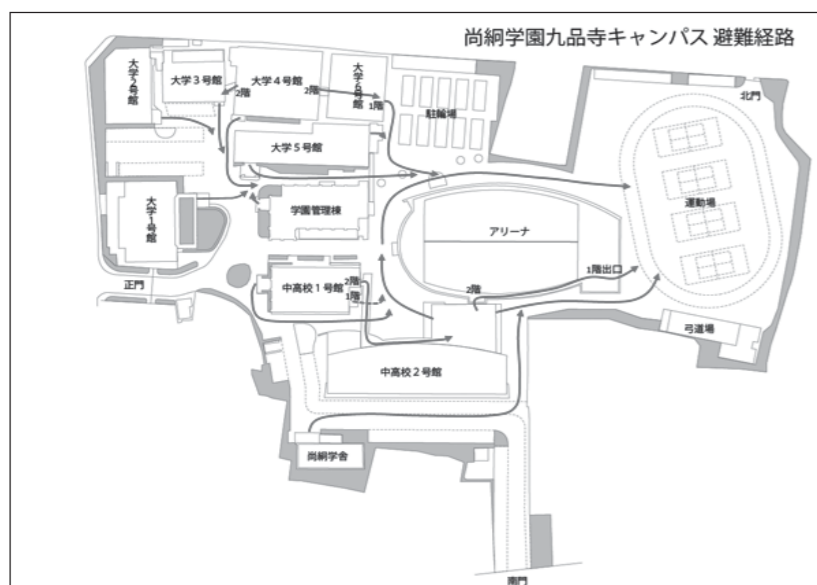 尚絅学園九品寺キャンパス 避難経路
大学2号館
大学3号館
2階
大学4号館
2階
大学6号館
1階
駐輪場
北門
大学5号館
運動場
学園管理棟
アリーナ
大学1号館
正門
中高校1号館
2階
1階
2階
1階出口
弓道場
中高校2号館
尚絅学舎
南門